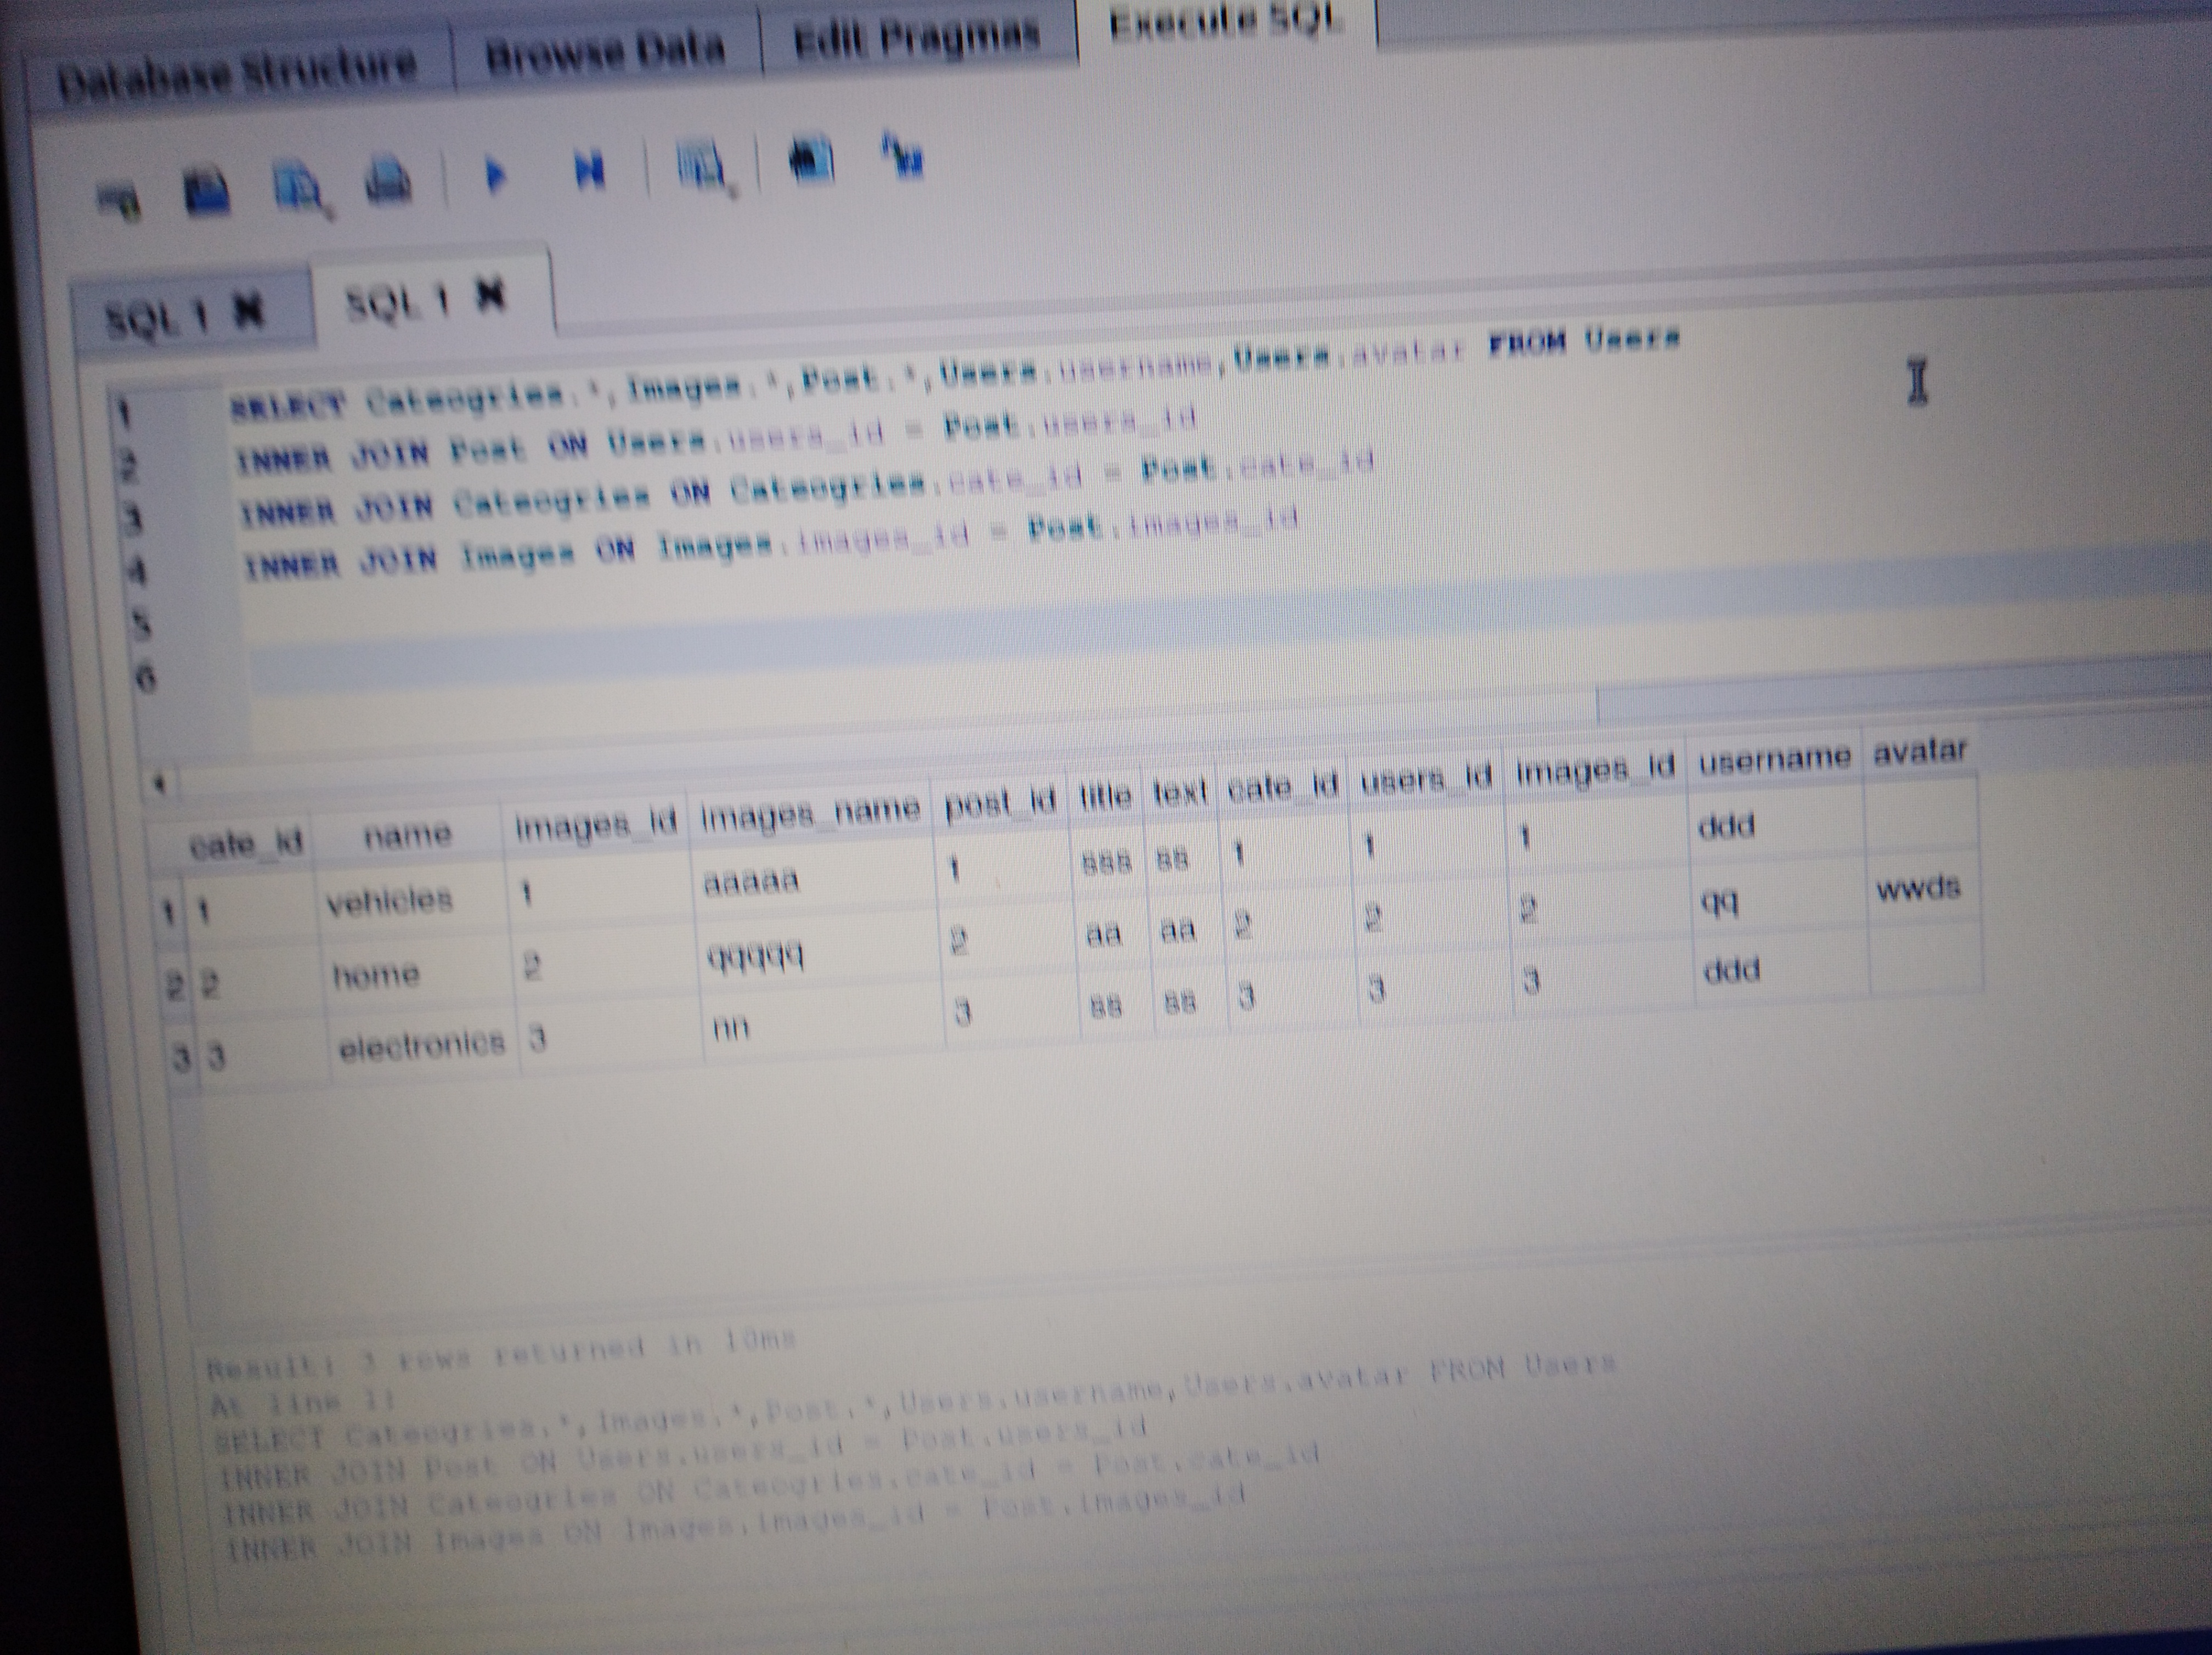 Database Structure Browse Data Edit Pragmas Execute SQL
SQL 1 SQL 1
1 SELECT Cateogries.*,Images.*,Post.*,Users.username,Users.avatar FROM Users
2 INNER JOIN Post ON Users.users_id = Post.users_id
3 INNER JOIN Cateogries ON Cateogries.cate_id = Post.cate_id
4 INNER JOIN Images ON Images.images_id = Post.images_id
5
6
cate_id name images_id images_name post_id title text cate_id users_id images_id username avatar
1 1 vehicles 1 aaaaa 1 sss ss 1 1 1 ddd
2 2 home 2 qqqqq 2 aa aa 2 2 2 qq wwds
3 3 electronics 3 nn 3 ss ss 3 3 3 ddd
Result: 3 rows returned in 10ms
At line 1:
SELECT Cateogries.*,Images.*,Post.*,Users.username,Users.avatar FROM Users
INNER JOIN Post ON Users.users_id = Post.users_id
INNER JOIN Cateogries ON Cateogries.cate_id = Post.cate_id
INNER JOIN Images ON Images.images_id = Post.images_id